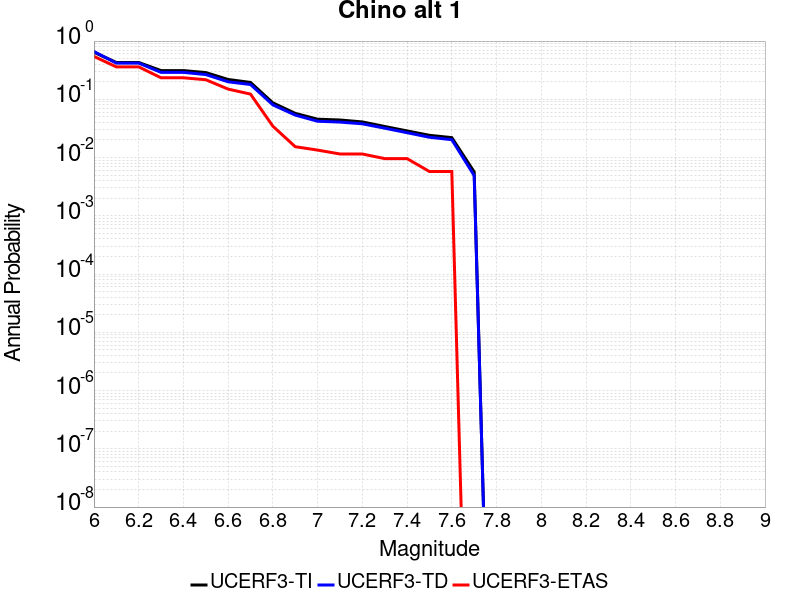 Chino alt 1
10^0
10^-1
10^-2
10^-3
10^-4
10^-5
10^-6
10^-7
10^-8
Annual Probability
6 6.2 6.4 6.6 6.8 7 7.2 7.4 7.6 7.8 8 8.2 8.4 8.6 8.8 9
Magnitude
UCERF3-TI UCERF3-TD UCERF3-ETAS